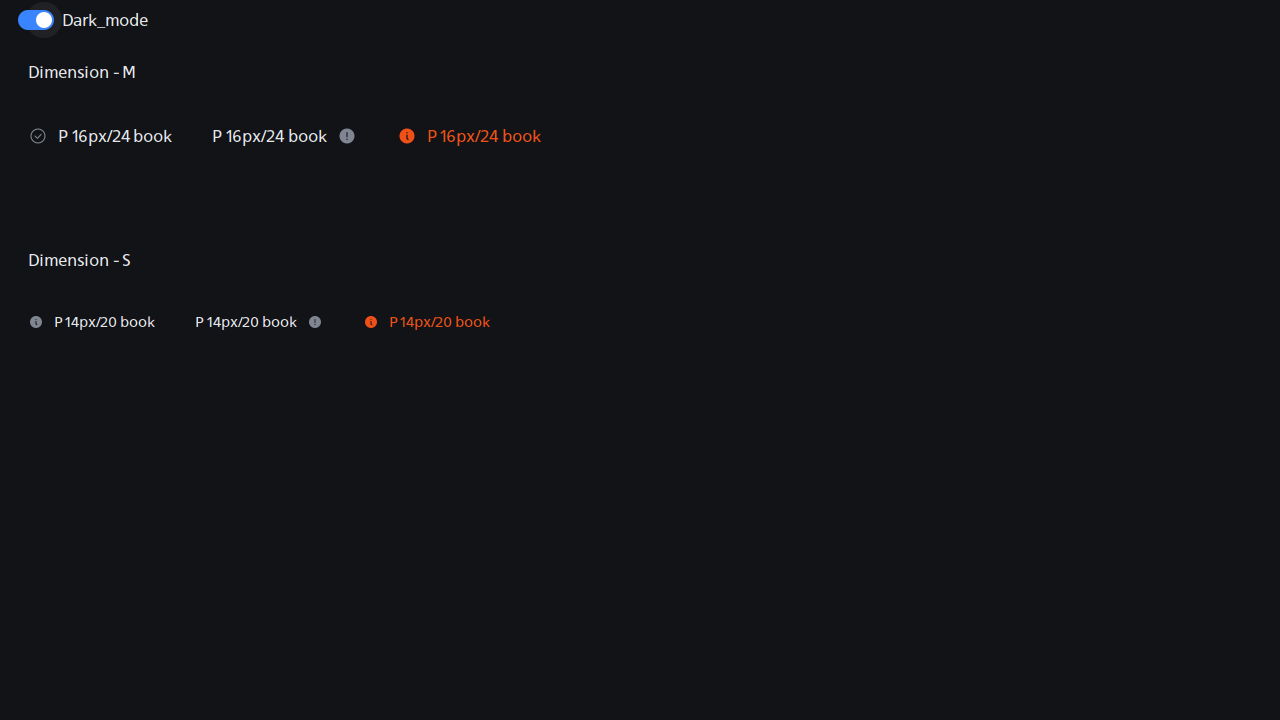 Dark_mode
Dimension - M
P 16px/24 book P 16px/24 book P 16px/24 book
Dimension - S
P 14px/20 book P 14px/20 book P 14px/20 book